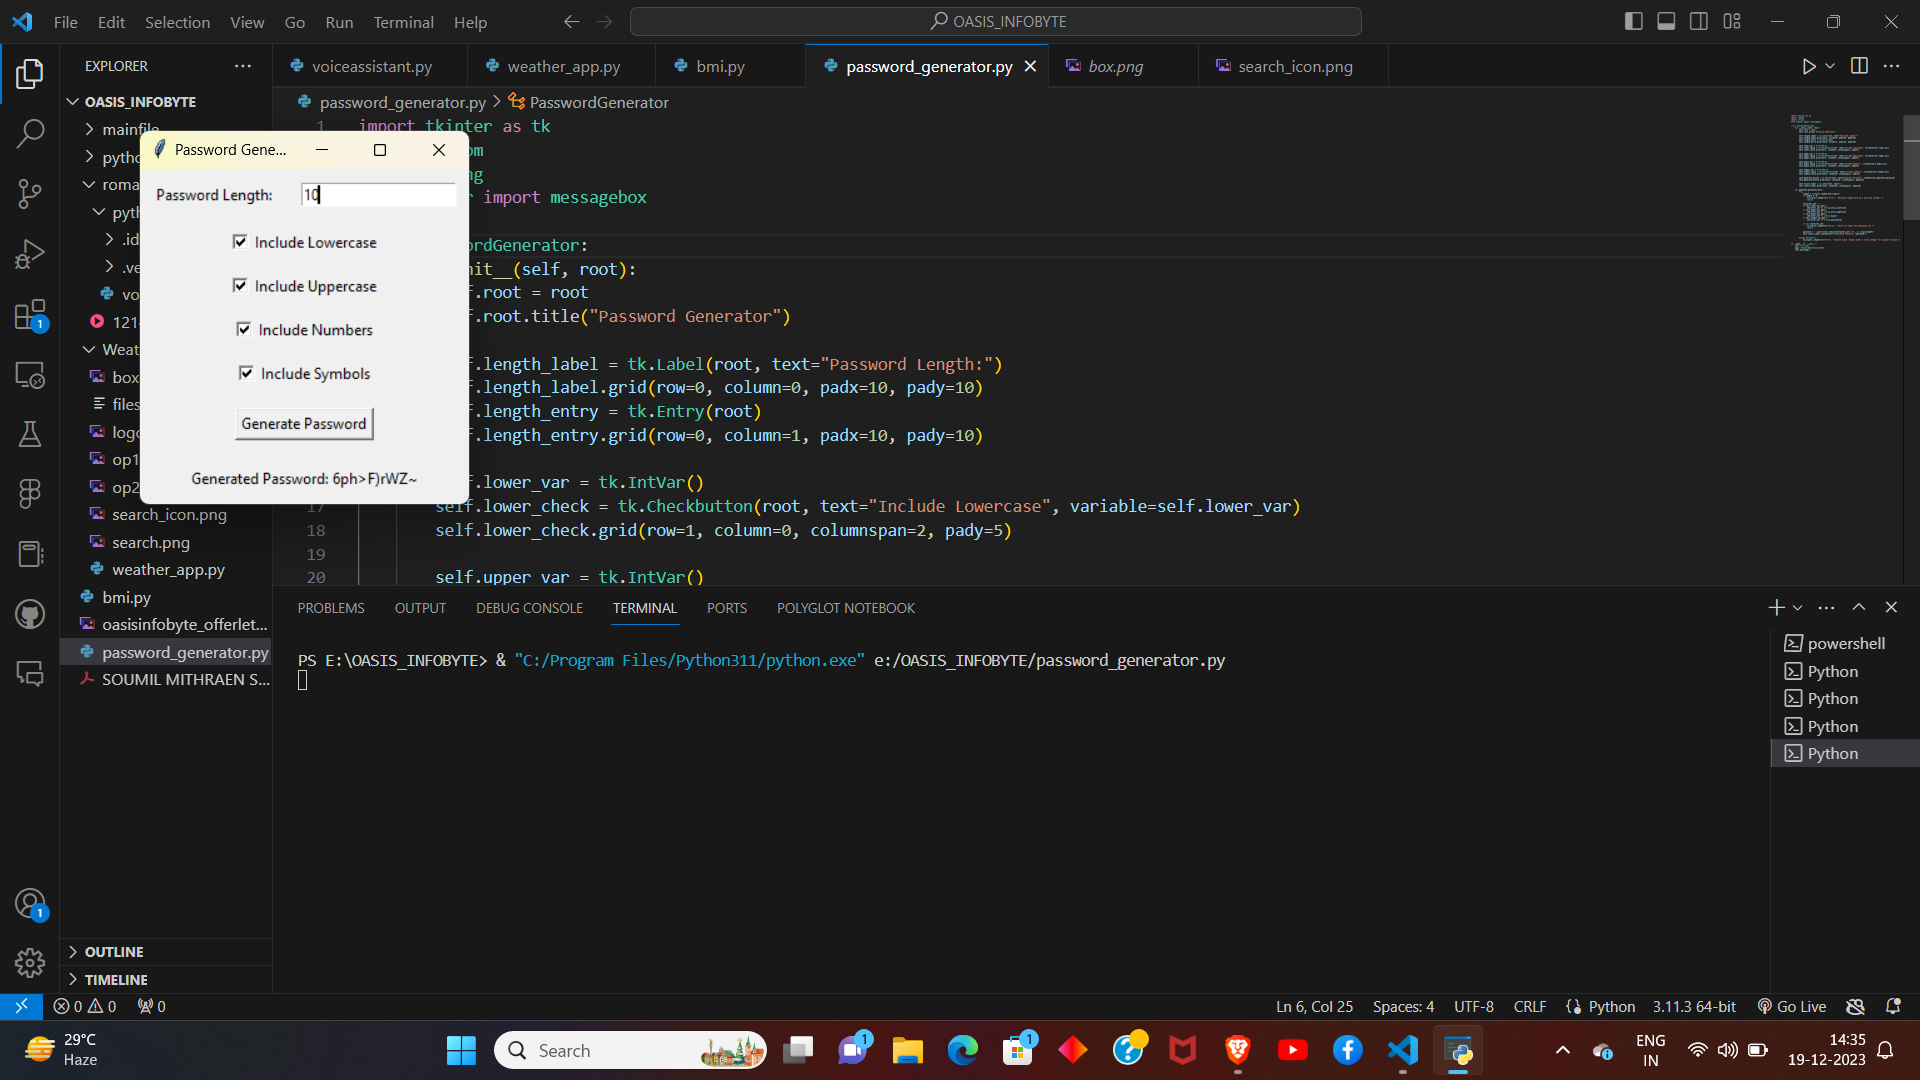 File Edit Selection View Go Run Terminal Help
OASIS_INFOBYTE
EXPLORER
voiceassistant.py
weather_app.py
bmi.py
password_generator.py
box.png
search_icon.png
OASIS_INFOBYTE
password_generator.py > PasswordGenerator
mainfile
1 import tkinter as tk
Password Gene...
Password Length: 10
Include Lowercase
Include Uppercase
Include Numbers
Include Symbols
Generate Password
Generated Password: 6ph>F)rWZ~
import messagebox
rdGenerator:
nit__(self, root):
.root = root
.root.title("Password Generator")
.length_label = tk.Label(root, text="Password Length:")
.length_label.grid(row=0, column=0, padx=10, pady=10)
.length_entry = tk.Entry(root)
.length_entry.grid(row=0, column=1, padx=10, pady=10)
.lower_var = tk.IntVar()
17 self.lower_check = tk.Checkbutton(root, text="Include Lowercase", variable=self.lower_var)
18 self.lower_check.grid(row=1, column=0, columnspan=2, pady=5)
19
20 self.upper_var = tk.IntVar()
pyth
roma
pyth
.id
.ve
vo
121
Weat
box
files
logo
op1
op2
search_icon.png
search.png
weather_app.py
bmi.py
oasisinfobyte_offerlet...
password_generator.py
SOUMIL MITHRAEN S...
OUTLINE
TIMELINE
PROBLEMS OUTPUT DEBUG CONSOLE TERMINAL PORTS POLYGLOT NOTEBOOK
PS E:\OASIS_INFOBYTE> & "C:/Program Files/Python311/python.exe" e:/OASIS_INFOBYTE/password_generator.py
powershell
Python
Python
Python
Python
1
1
0 0 0
Ln 6, Col 25 Spaces: 4 UTF-8 CRLF Python 3.11.3 64-bit Go Live
29°C
Haze
Search
1
1
ENG
IN
14:35
19-12-2023